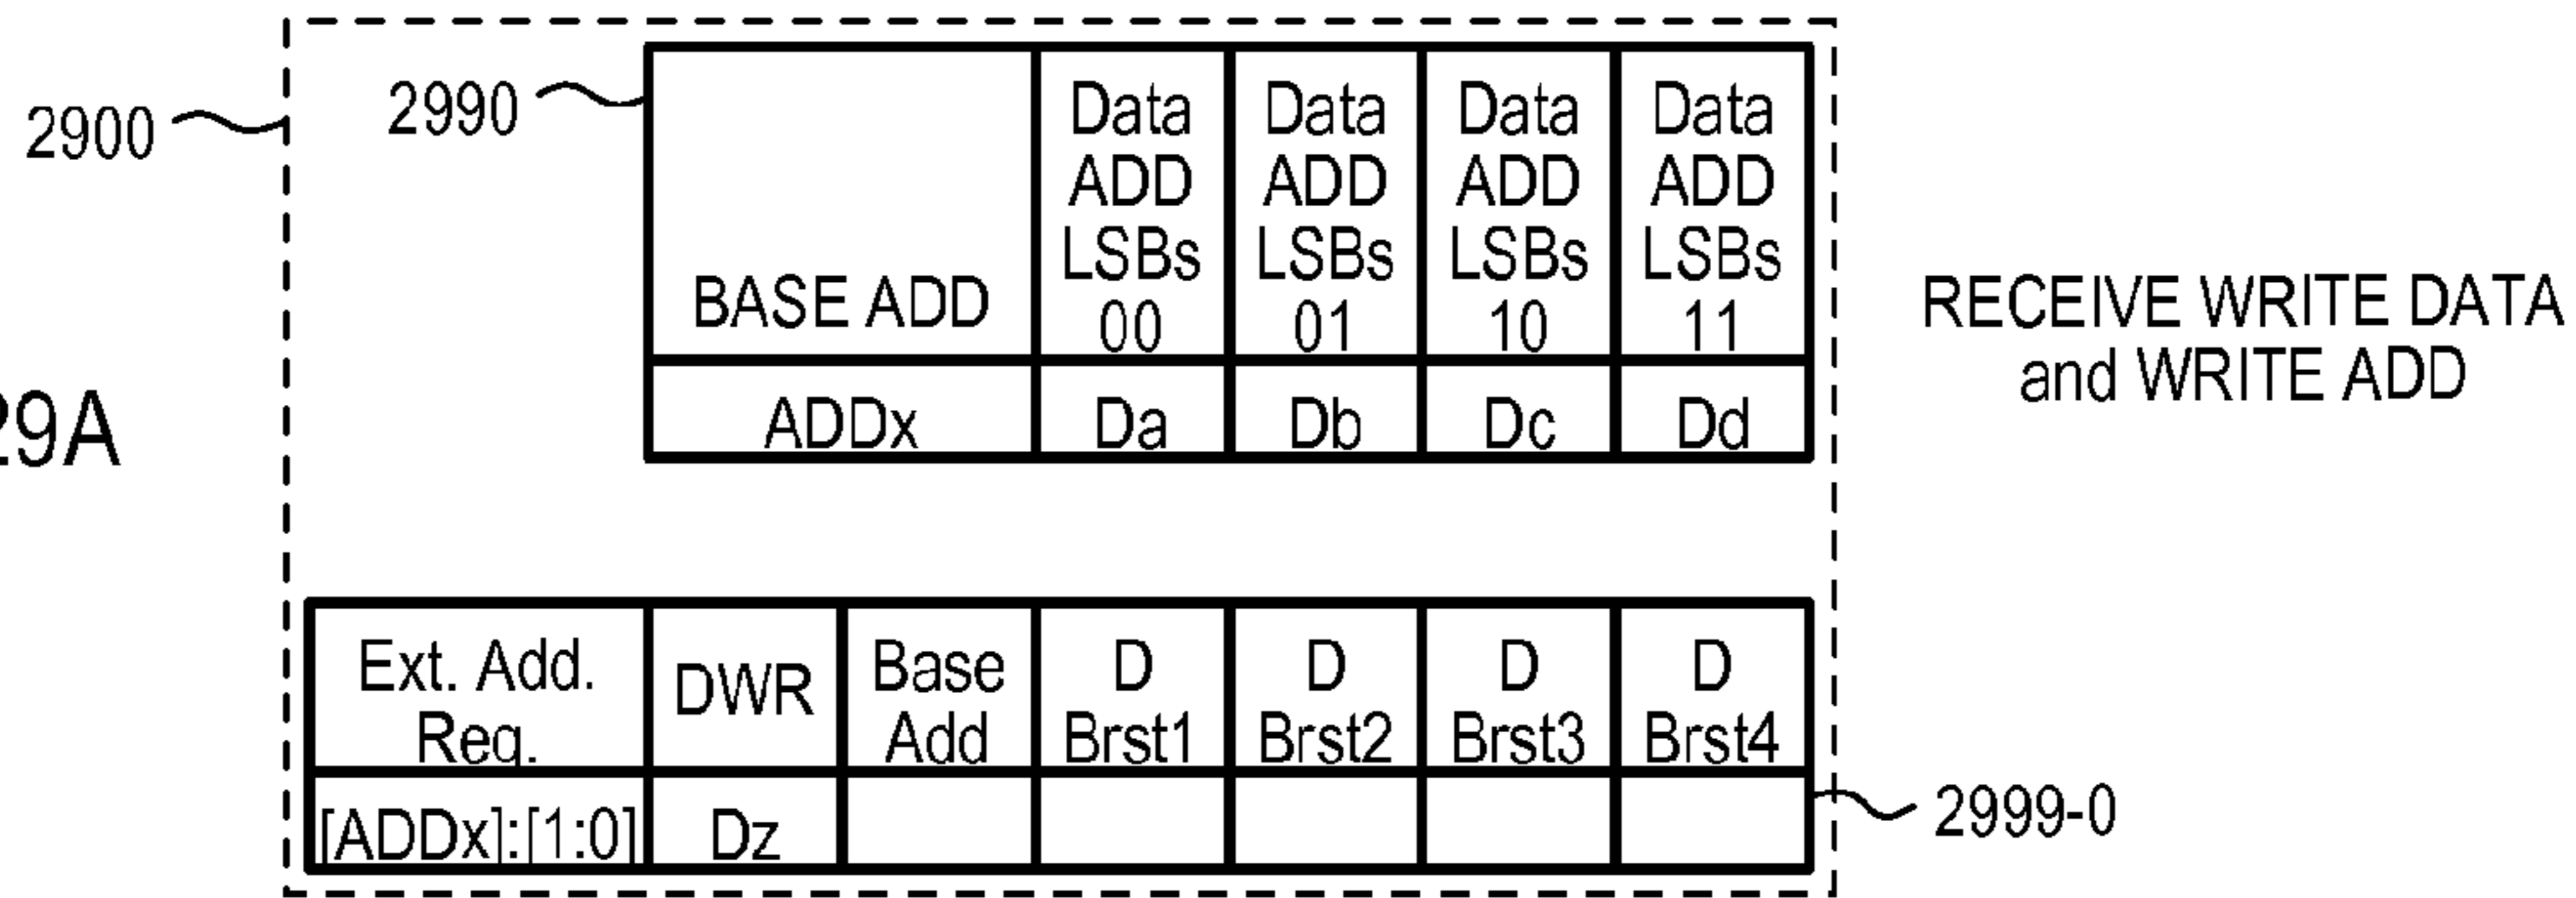 2900
2990
BASE ADD
Data ADD LSBs 00
Data ADD LSBs 01
Data ADD LSBs 10
Data ADD LSBs 11
ADDx Da Db Dc Dd
RECEIVE WRITE DATA
and WRITE ADD
29A
Ext. Add. Req.
DWR
Base Add
D Brst1
D Brst2
D Brst3
D Brst4
[ADDx]:[1:0] Dz
2999-0